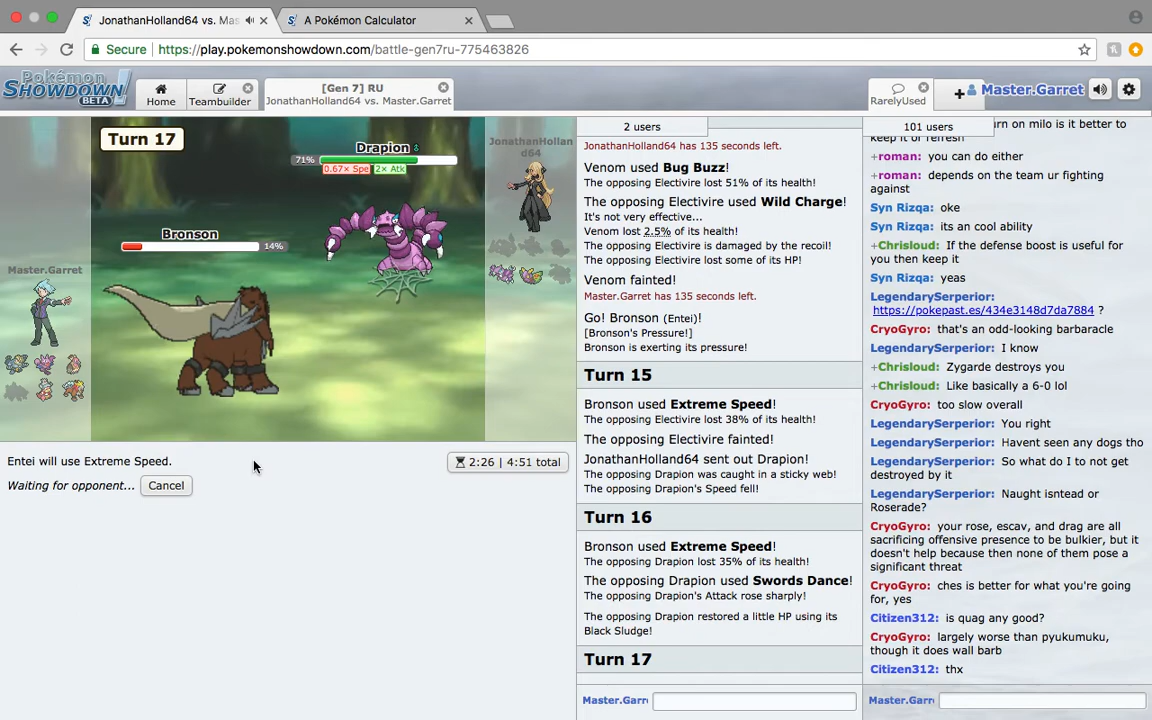 JonathanHolland64 vs. Mas
A Pokémon Calculator
Secure
https://play.pokemonshowdown.com/battle-gen7ru-775463826
Pokémon
SHOWDOWN!
BETA
Home
Teambuilder
[Gen 7] RU
JonathanHolland64 vs. Master.Garret
RarelyUsed
Master.Garret
Turn 17
Drapion
71%
0.67× Spe 2× Atk
Bronson
14%
Master.Garret
JonathanHollan
d64
Entei will use Extreme Speed.
Waiting for opponent...
Cancel
2:26 | 4:51 total
2 users
JonathanHolland64 has 135 seconds left.
Venom used Bug Buzz!
The opposing Electivire lost 51% of its health!
The opposing Electivire used Wild Charge!
It's not very effective...
Venom lost 2.5% of its health!
The opposing Electivire is damaged by the recoil!
The opposing Electivire lost some of its HP!
Venom fainted!
Master.Garret has 135 seconds left.
Go! Bronson (Entei)!
[Bronson's Pressure!]
Bronson is exerting its pressure!
Turn 15
Bronson used Extreme Speed!
The opposing Electivire lost 38% of its health!
The opposing Electivire fainted!
JonathanHolland64 sent out Drapion!
The opposing Drapion was caught in a sticky web!
The opposing Drapion's Speed fell!
Turn 16
Bronson used Extreme Speed!
The opposing Drapion lost 35% of its health!
The opposing Drapion used Swords Dance!
The opposing Drapion's Attack rose sharply!
The opposing Drapion restored a little HP using its
Black Sludge!
Turn 17
Master.Garr
101 users
urn on milo is it better to
keep it or refresh
+roman: you can do either
+roman: depends on the team ur fighting
against
Syn Rizqa: oke
Syn Rizqa: its an cool ability
+Chrisloud: If the defense boost is useful for
you then keep it
Syn Rizqa: yeas
LegendarySerperior:
https://pokepast.es/434e3148d7da7884 ?
CryoGyro: that's an odd-looking barbaracle
LegendarySerperior: I know
+Chrisloud: Zygarde destroys you
+Chrisloud: Like basically a 6-0 lol
CryoGyro: too slow overall
LegendarySerperior: You right
LegendarySerperior: Havent seen any dogs tho
LegendarySerperior: So what do I to not get
destroyed by it
LegendarySerperior: Naught isntead or
Roserade?
CryoGyro: your rose, escav, and drag are all
sacrificing offensive presence to be bulkier, but it
doesn't help because then none of them pose a
significant threat
CryoGyro: ches is better for what you're going
for, yes
Citizen312: is quag any good?
CryoGyro: largely worse than pyukumuku,
though it does wall barb
Citizen312: thx
Master.Garr